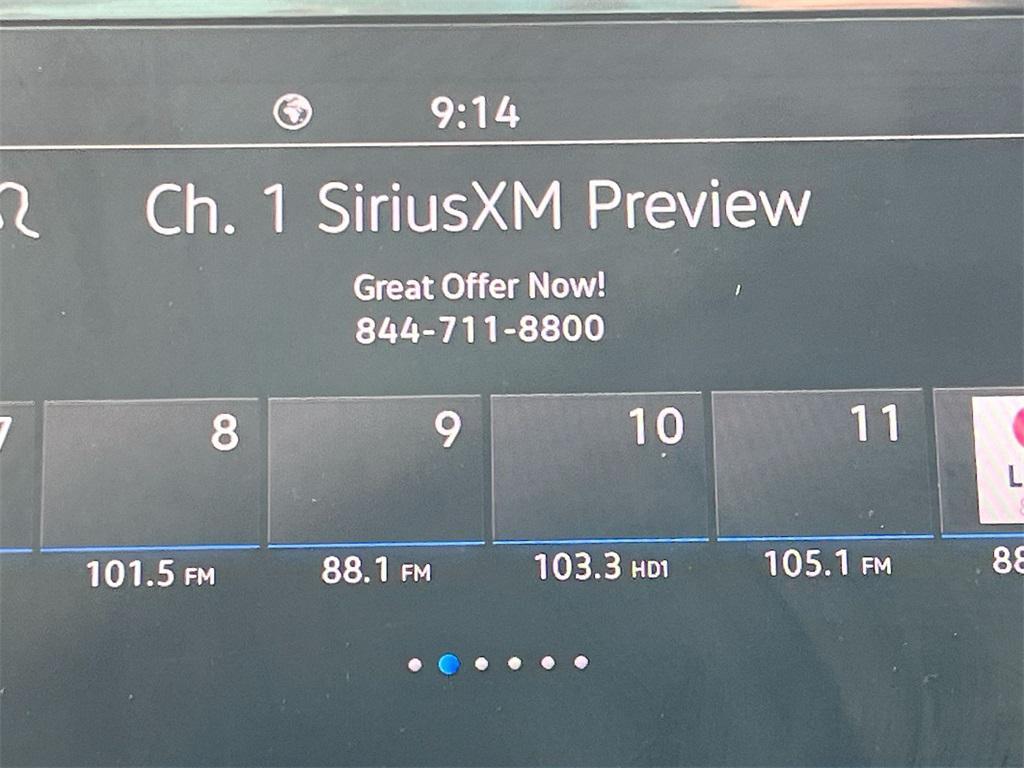 9:14
Ch. 1 SiriusXM Preview
Great Offer Now!
844-711-8800
7 8 9 10 11
101.5 FM 88.1 FM 103.3 HD1 105.1 FM